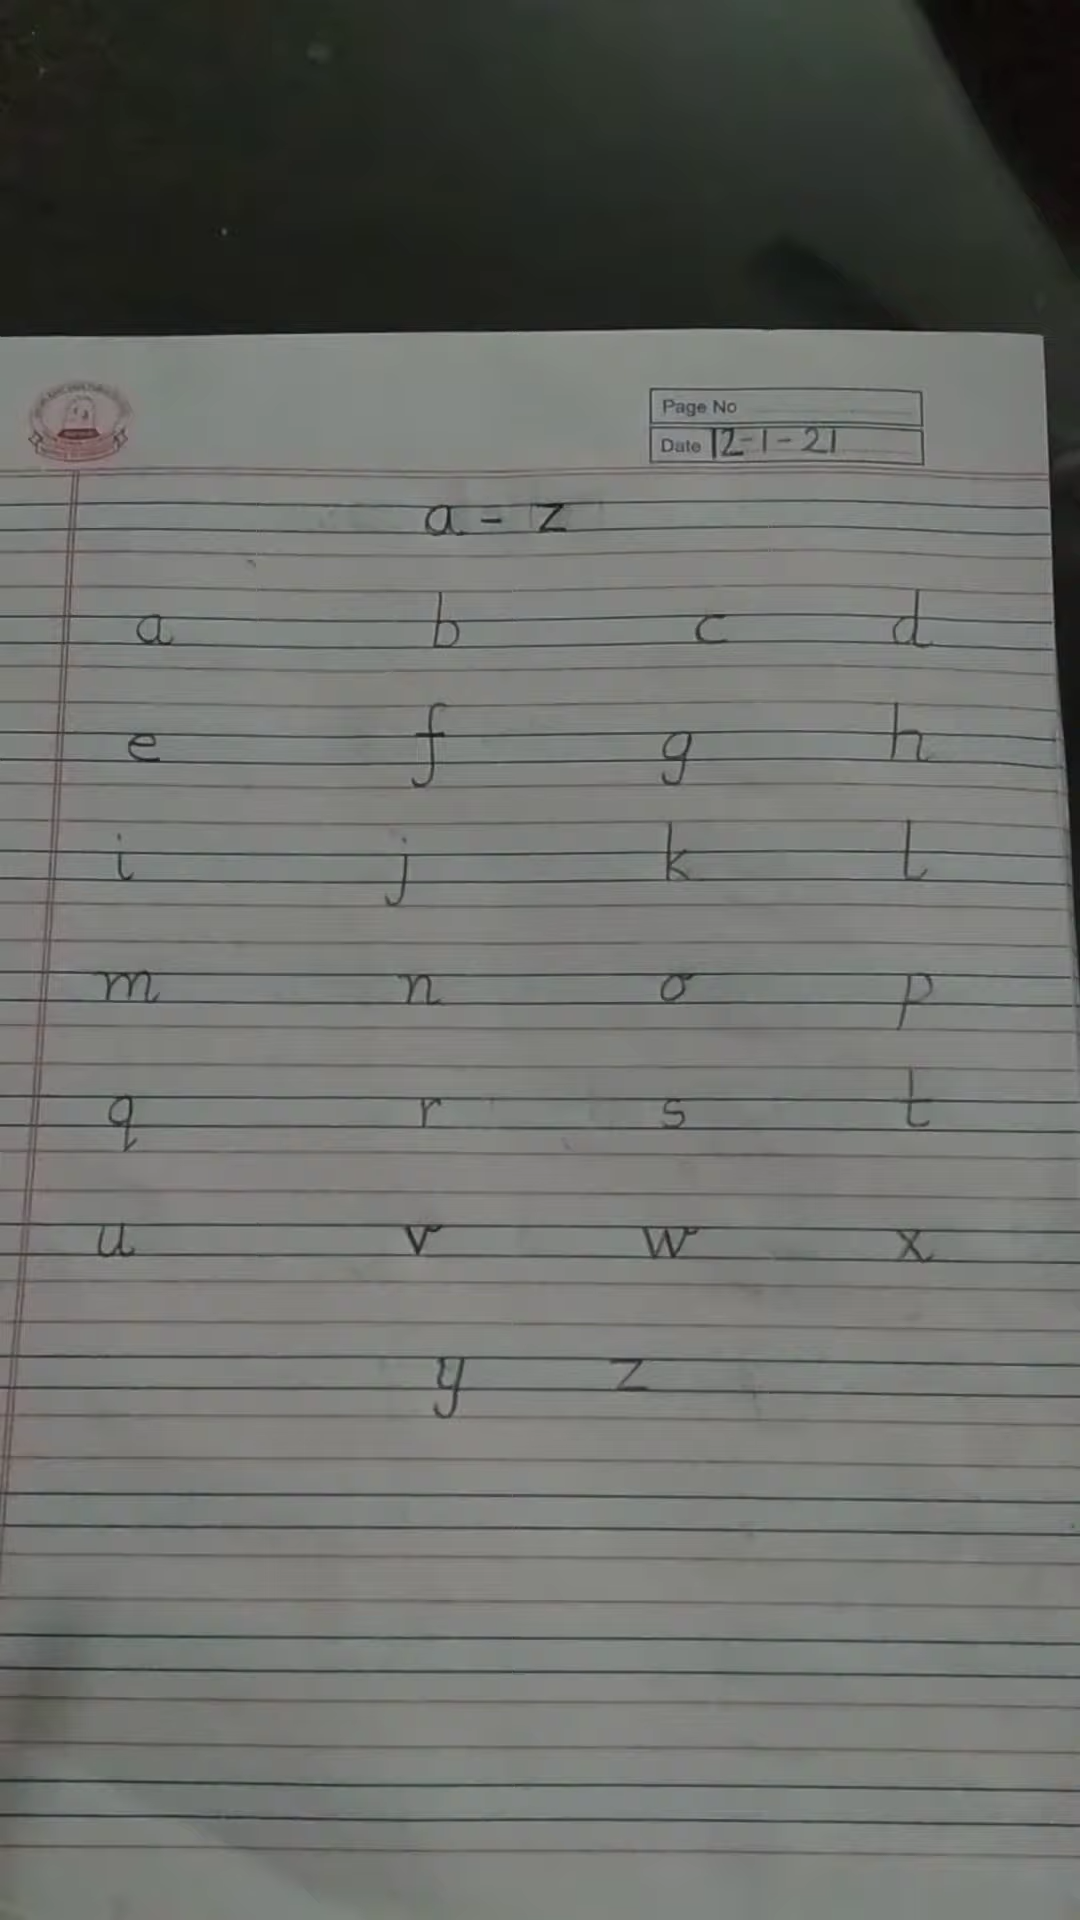 Page No
Date 12-1-21
a - z
a b c d
e f g h
i j k l
m n o p
q r s t
u v w x
y z